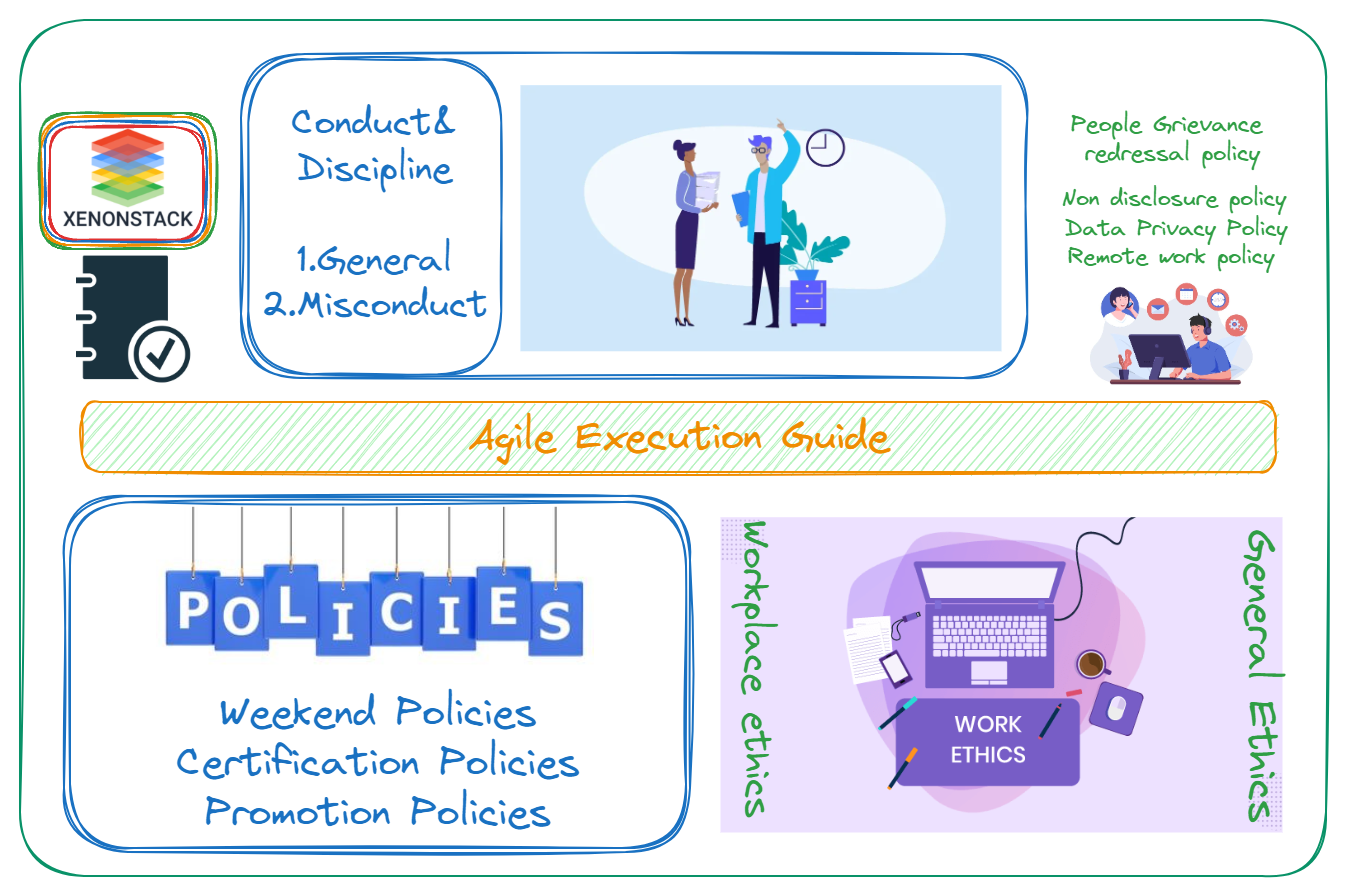 XENONSTACK
Conduct&
Discipline
1.General
2.Misconduct
People Grievance
redressal policy
Non disclosure policy
Data Privacy Policy
Remote work policy
Agile Execution Guide
POLICIES
Weekend Policies
Certification Policies
Promotion Policies
Workplace ethics
WORK
ETHICS
General Ethics